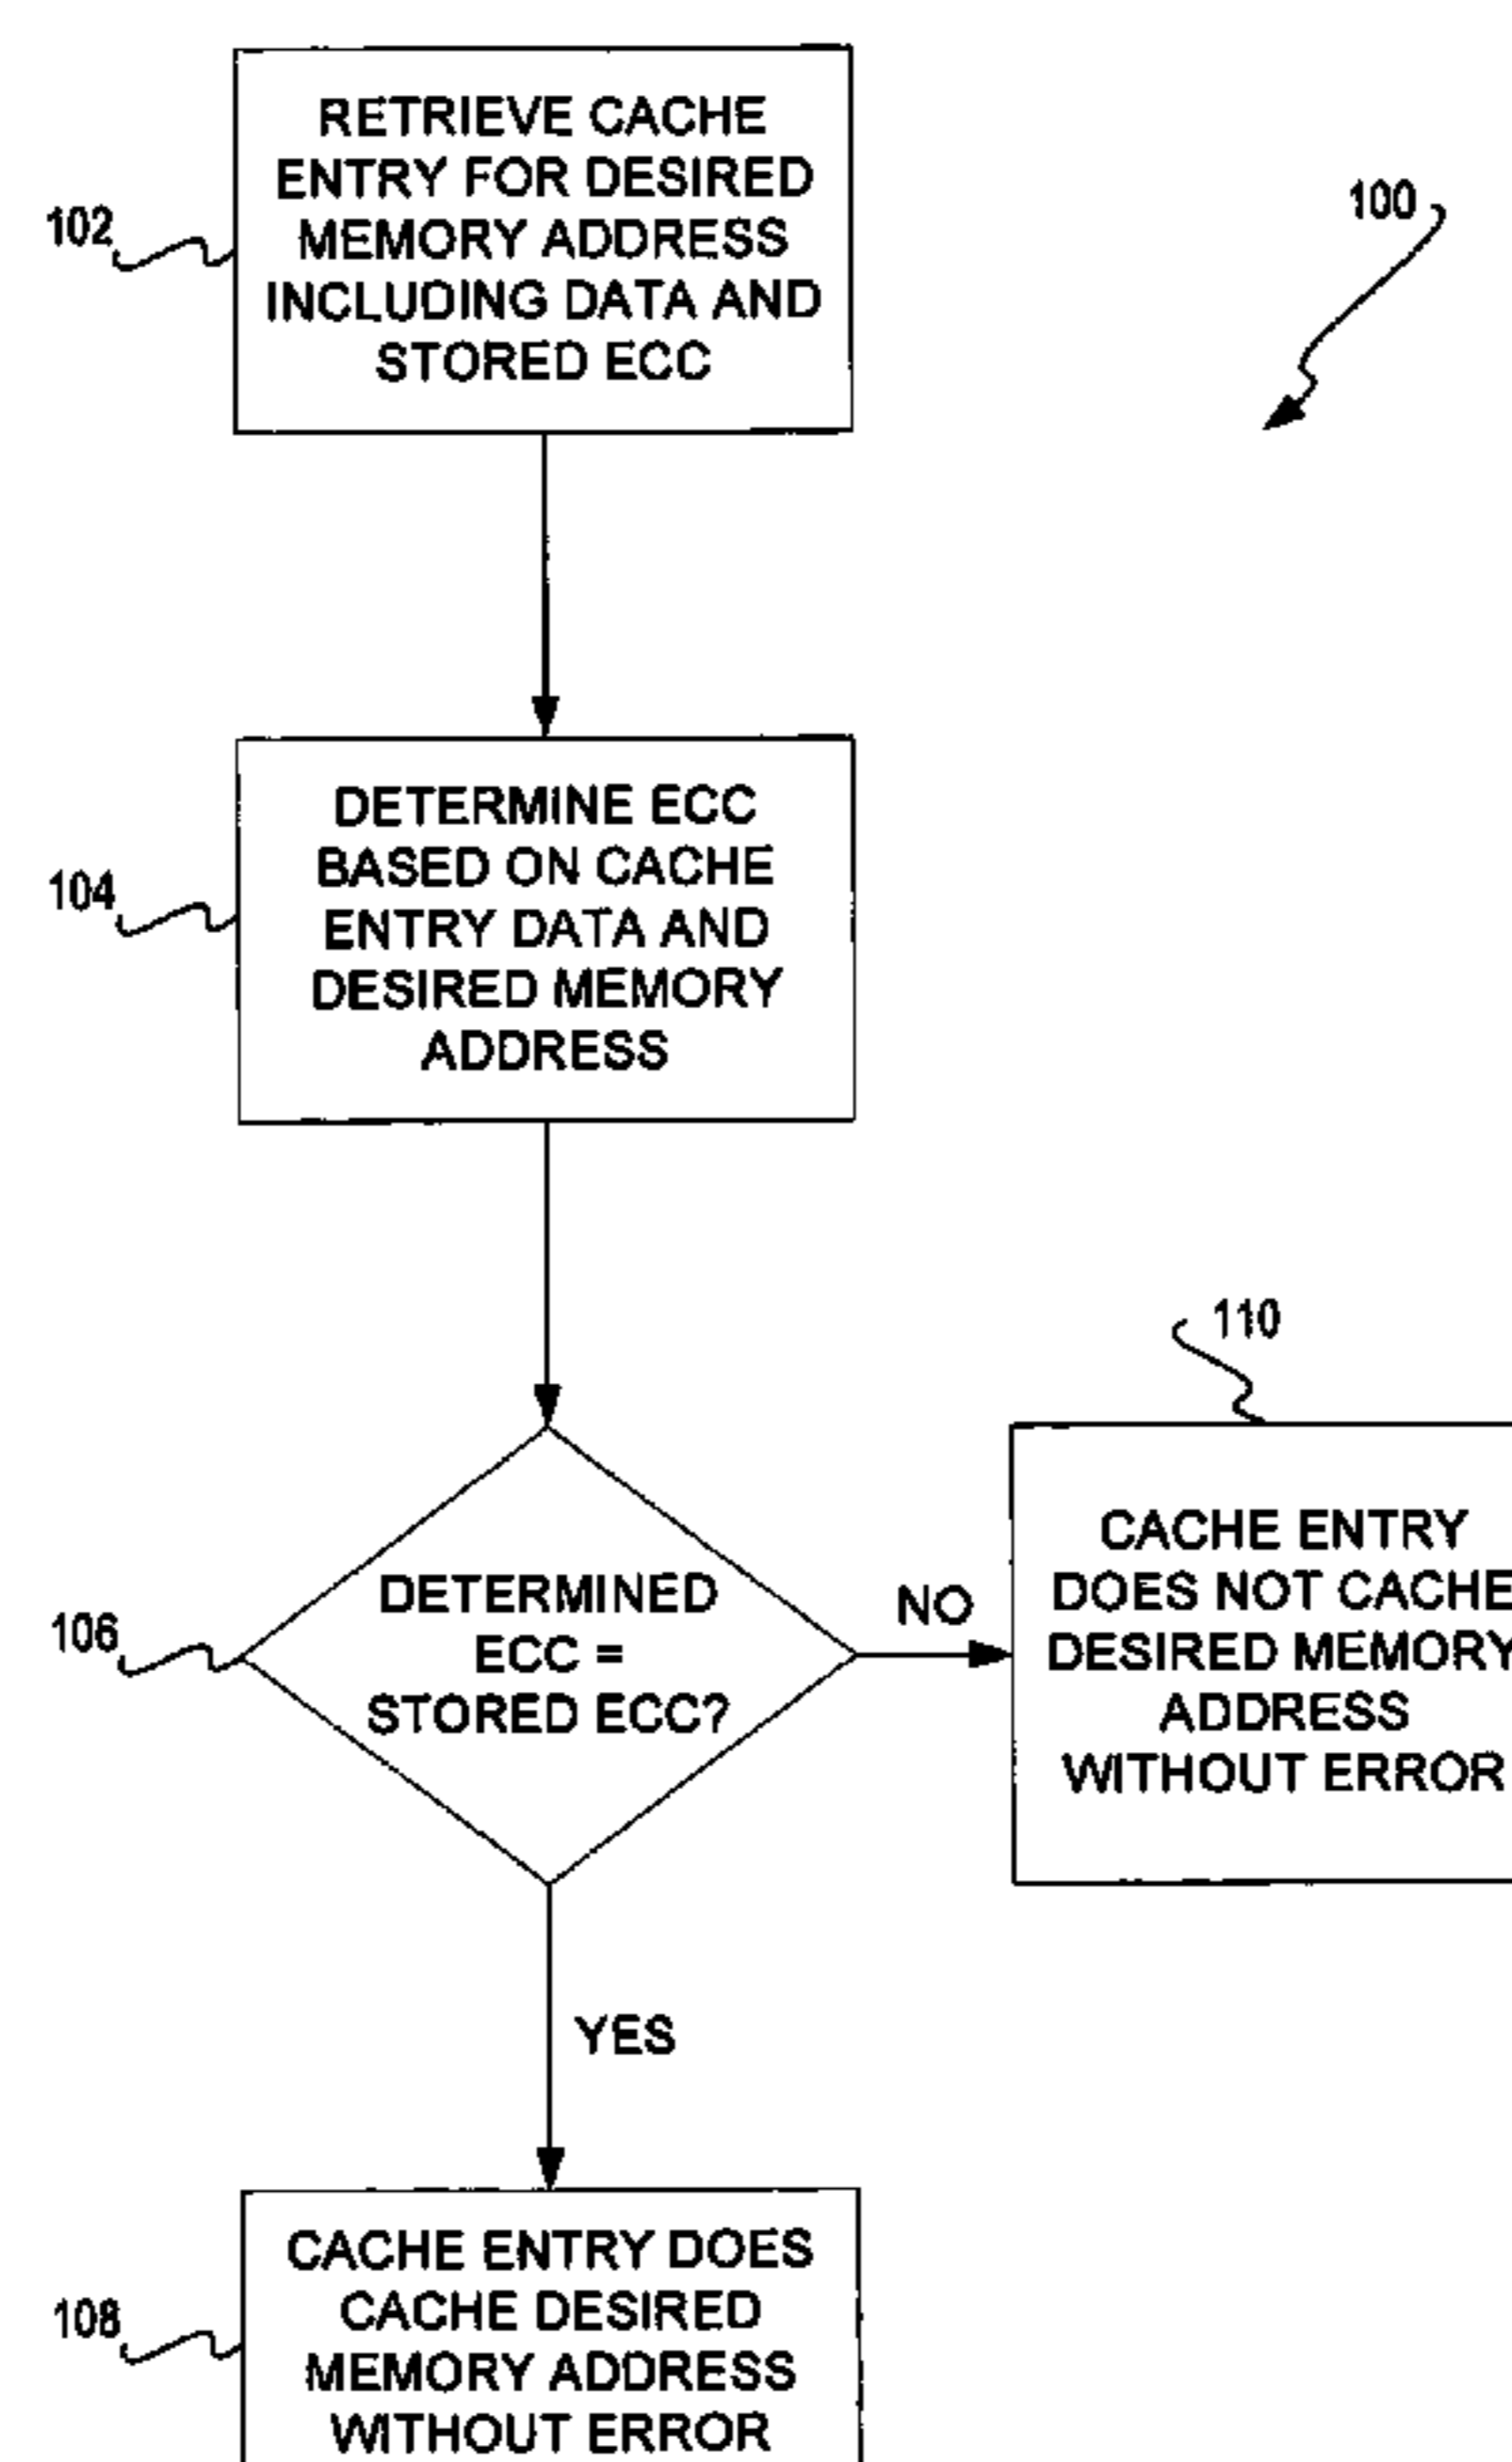 100
102
RETRIEVE CACHE
ENTRY FOR DESIRED
MEMORY ADDRESS
INCLUDING DATA AND
STORED ECC
104
DETERMINE ECC
BASED ON CACHE
ENTRY DATA AND
DESIRED MEMORY
ADDRESS
106
DETERMINED
ECC =
STORED ECC?
NO
110
CACHE ENTRY
DOES NOT CACHE
DESIRED MEMORY
ADDRESS
WITHOUT ERROR
YES
108
CACHE ENTRY DOES
CACHE DESIRED
MEMORY ADDRESS
WITHOUT ERROR